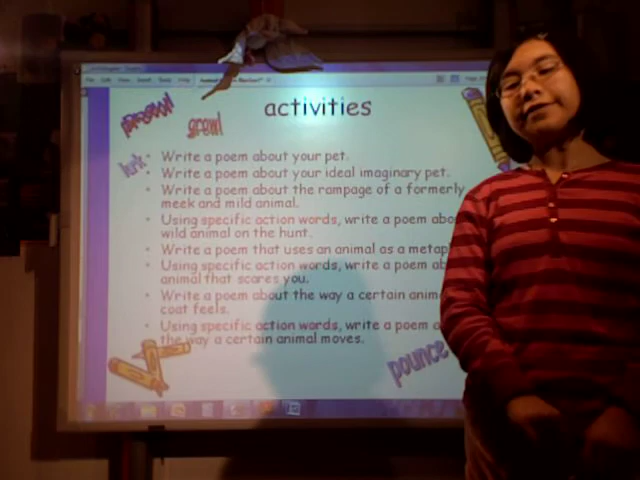 activities
prowl
growl
lurk
• Write a poem about your pet.
• Write a poem about your ideal imaginary pet.
• Write a poem about the rampage of a formerly
meek and mild animal.
• Using specific action words, write a poem abo
wild animal on the hunt.
• Write a poem that uses an animal as a metap
• Using specific action words, write a poem ab
animal that scares you.
• Write a poem about the way a certain anim
coat feels.
• Using specific action words, write a poem a
the way a certain animal moves.
pounce